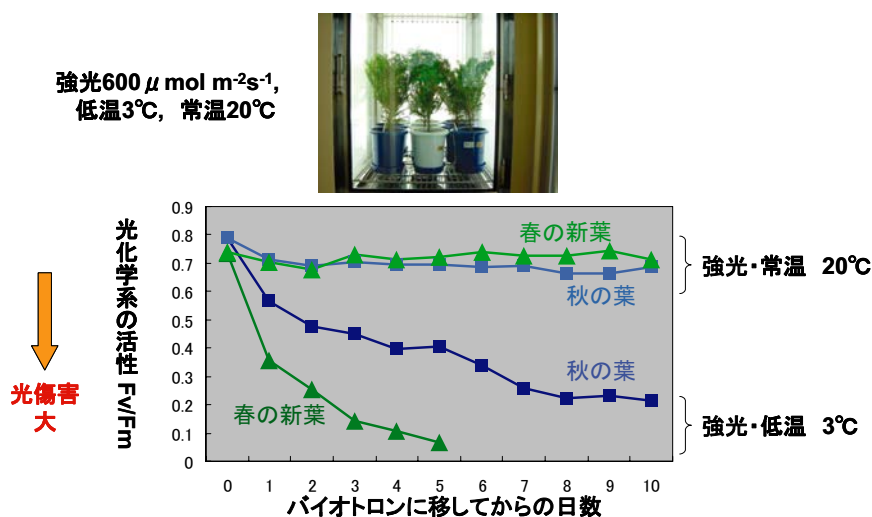 強光600μmol m-2s-1,
低温3℃, 常温20℃
光化学系の活性 Fv/Fm
0.9
0.8
0.7
0.6
0.5
0.4
0.3
0.2
0.1
0
春の新葉
秋の葉
強光・常温 20℃
秋の葉
春の新葉
強光・低温 3℃
光傷害
大
0 1 2 3 4 5 6 7 8 9 10
バイオトロンに移してからの日数